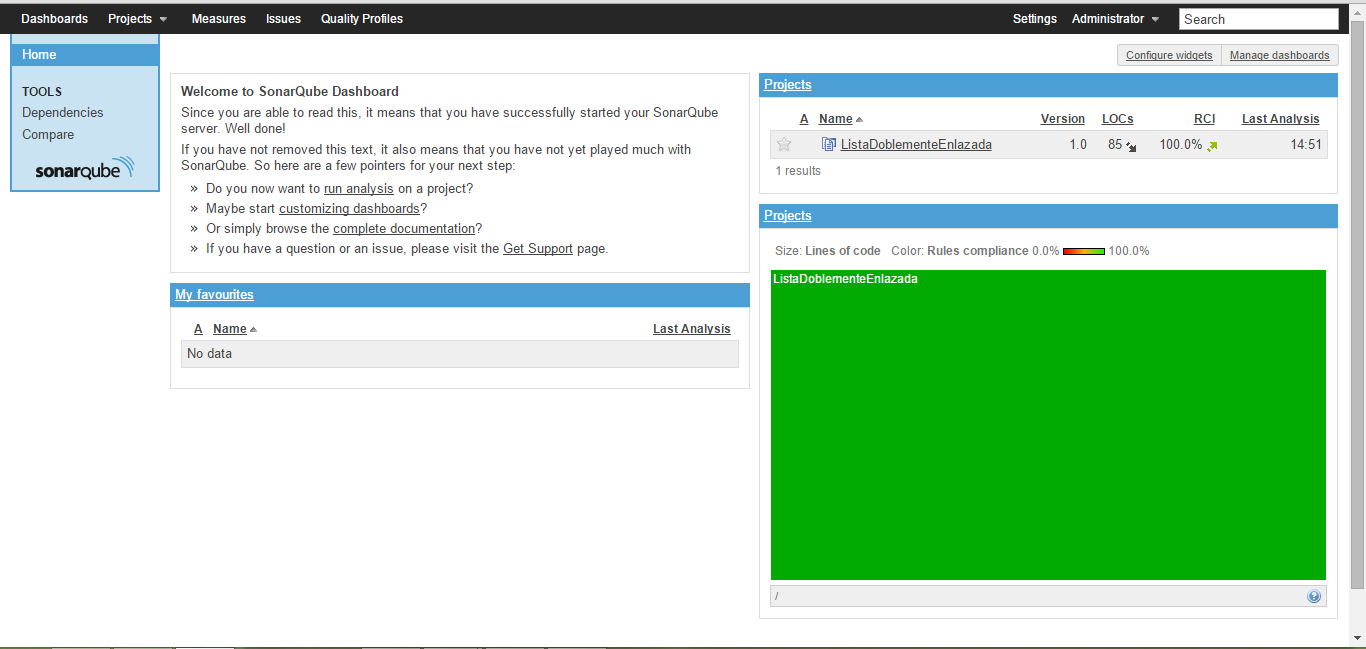 Dashboards Projects Measures Issues Quality Profiles Settings Administrator Search
Home
TOOLS
Dependencies
Compare
sonarqube
Configure widgets Manage dashboards
Welcome to SonarQube Dashboard
Since you are able to read this, it means that you have successfully started your SonarQube
server. Well done!
If you have not removed this text, it also means that you have not yet played much with
SonarQube. So here are a few pointers for your next step:
» Do you now want to run analysis on a project?
» Maybe start customizing dashboards?
» Or simply browse the complete documentation?
» If you have a question or an issue, please visit the Get Support page.
My favourites
A Name Last Analysis
No data
Projects
A Name Version LOCs RCI Last Analysis
ListaDoblementeEnlazada 1.0 85 100.0% 14:51
1 results
Projects
Size: Lines of code Color: Rules compliance 0.0% 100.0%
ListaDoblementeEnlazada
/ ?